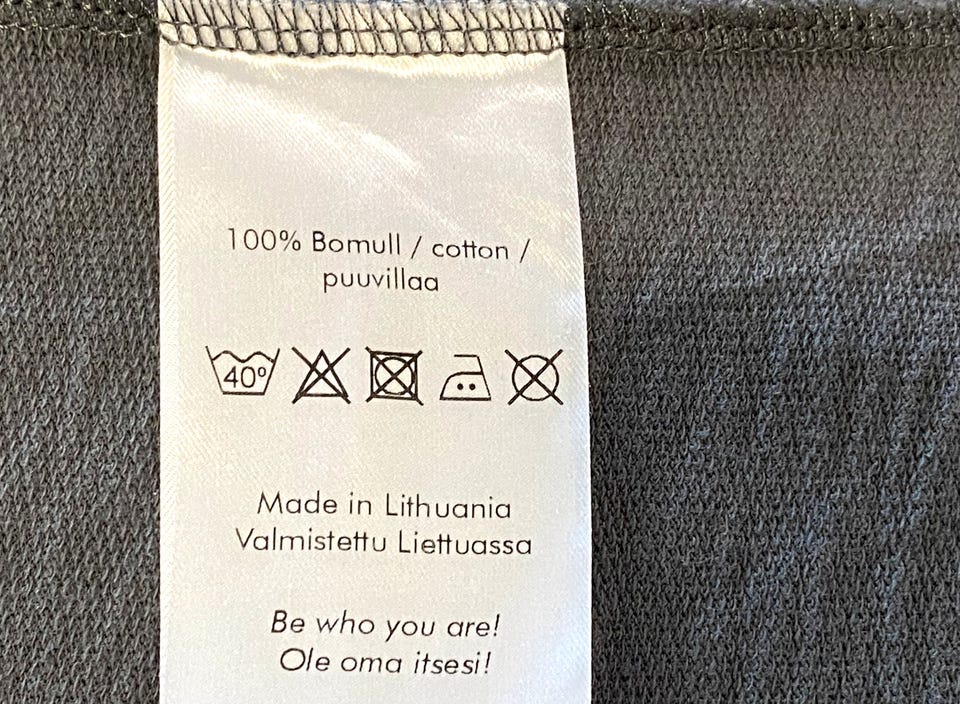 100% Bomull / cotton /
puuvillaa
40°
Made in Lithuania
Valmistettu Liettuassa
Be who you are!
Ole oma itsesi!